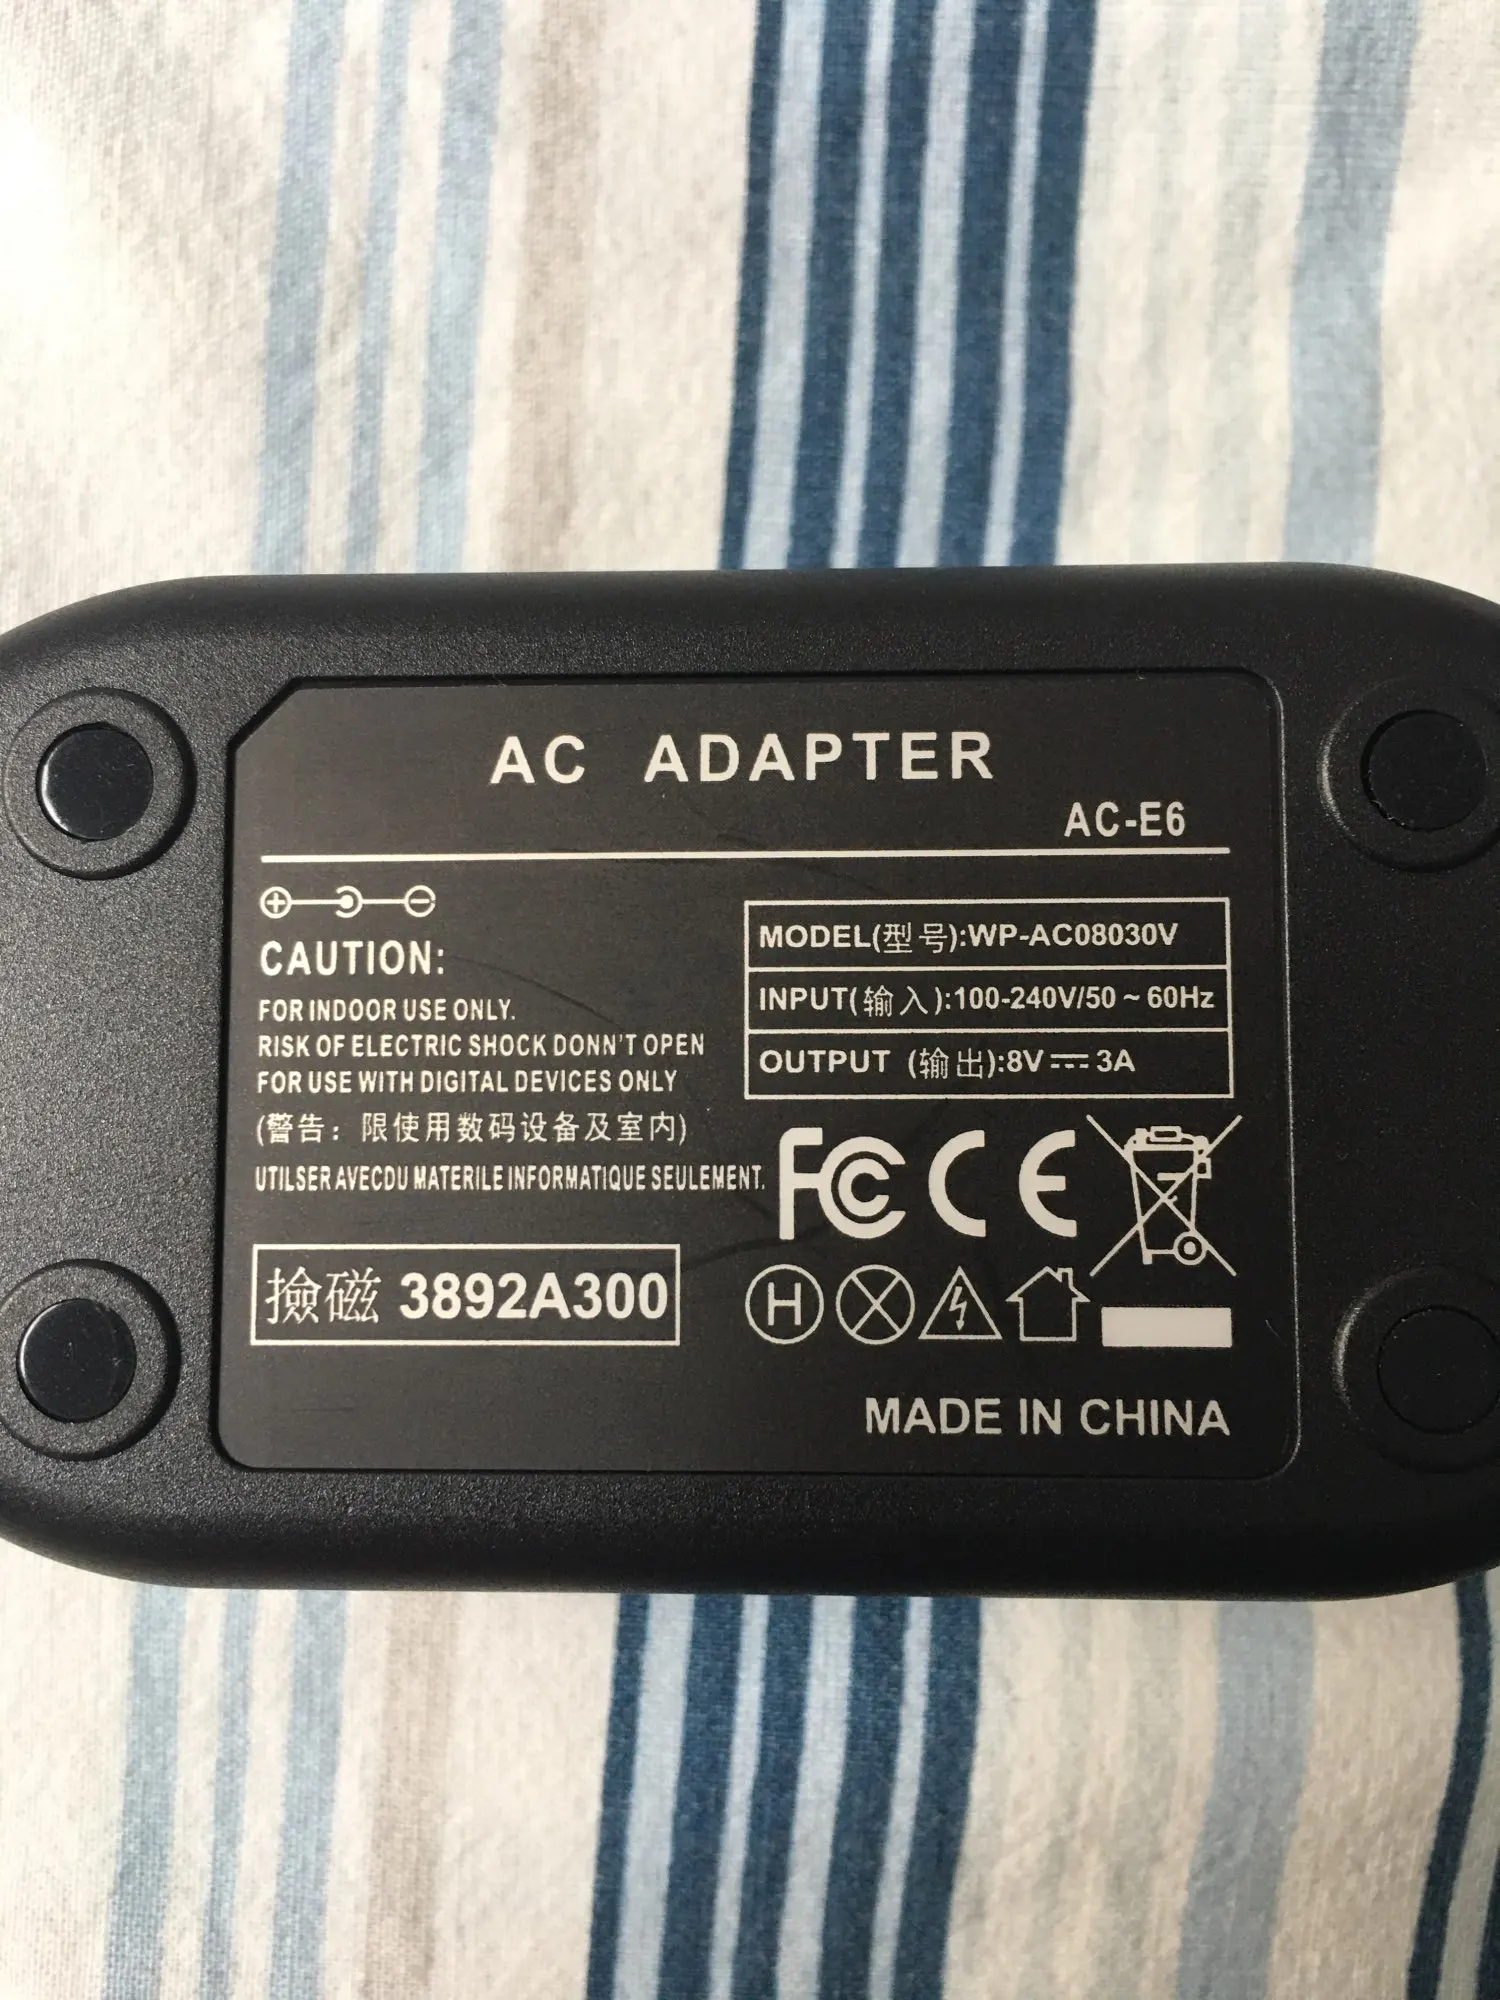 AC ADAPTER
AC-E6
CAUTION:
FOR INDOOR USE ONLY.
RISK OF ELECTRIC SHOCK DONN'T OPEN
FOR USE WITH DIGITAL DEVICES ONLY
(警告：限使用数码设备及室内)
UTILSER AVECDU MATERILE INFORMATIQUE SEULEMENT.
撿磁 3892A300
MODEL(型号):WP-AC08030V
INPUT(输入):100-240V/50~60Hz
OUTPUT (输出):8V⎓3A
FC CE
H
MADE IN CHINA